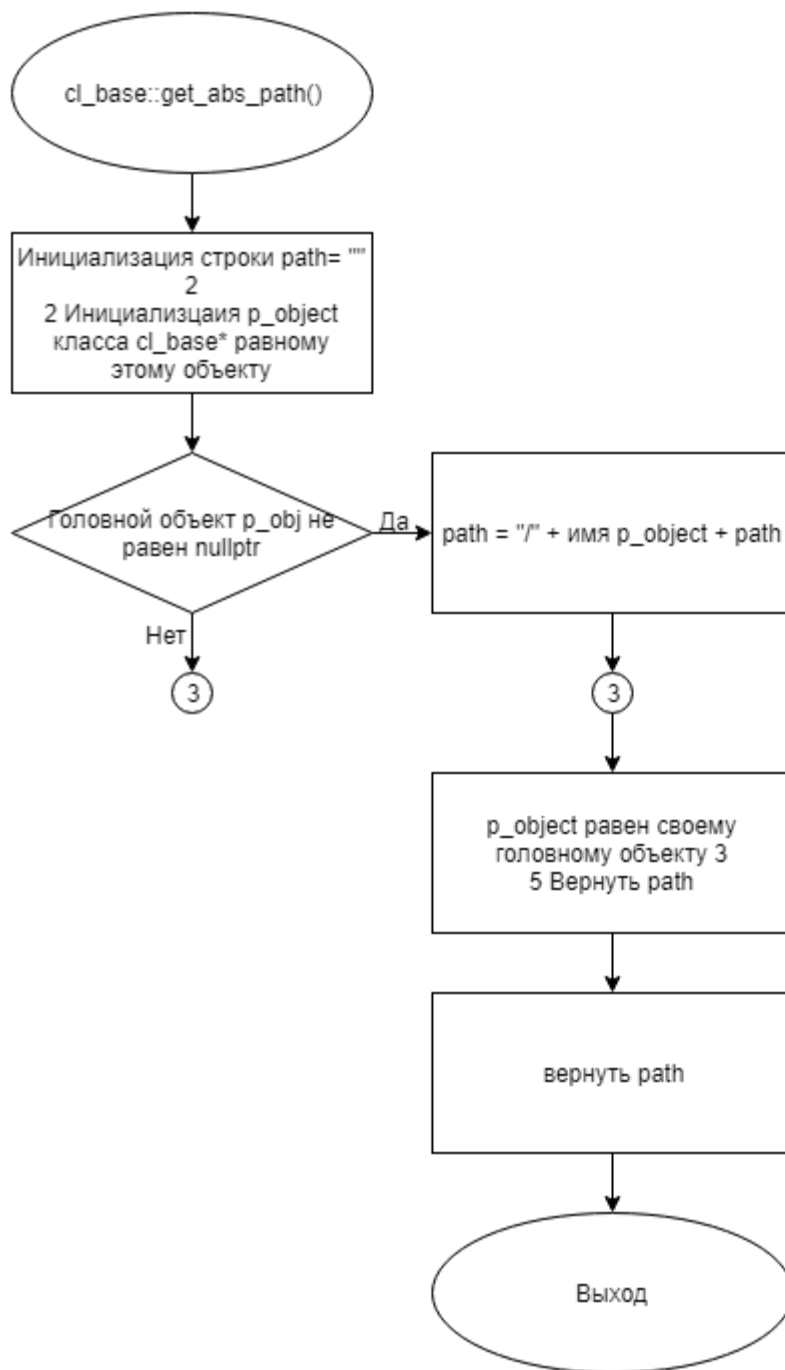 cl_base::get_abs_path()
Инициализация строки path= ""
2
2 Инициализцаия p_object
класса cl_base* равному
этому объекту
Головной объект p_obj не
равен nullptr
Да
path = "/" + имя p_object + path
Нет
3
3
p_object равен своему
головному объекту 3
5 Вернуть path
вернуть path
Выход